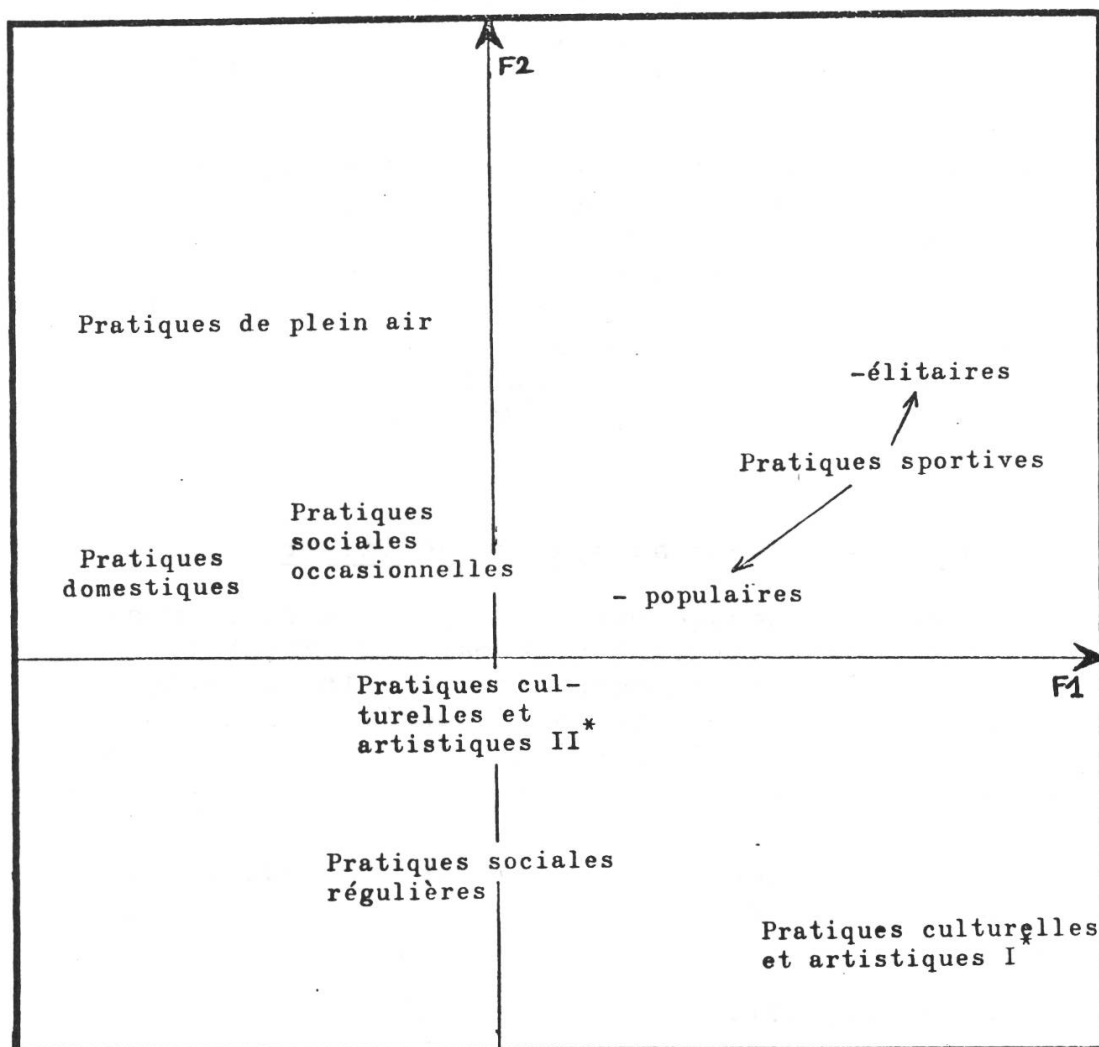 F2
Pratiques de plein air
-élitaires
Pratiques sportives
Pratiques
sociales
occasionnelles
Pratiques
domestiques
- populaires
F1
Pratiques cul-
turelles et
artistiques II*
Pratiques sociales
régulières
Pratiques culturelles
et artistiques I*